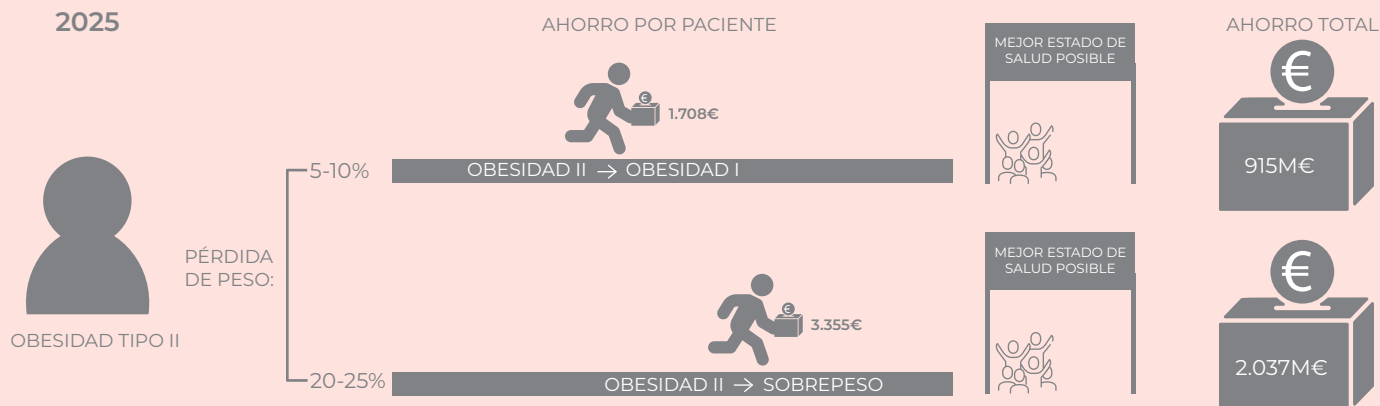 2025
AHORRO POR PACIENTE
AHORRO TOTAL
MEJOR ESTADO DE
SALUD POSIBLE
€
€
1.708€
5-10%
OBESIDAD II → OBESIDAD I
915M€
PÉRDIDA
DE PESO:
OBESIDAD TIPO II
MEJOR ESTADO DE
SALUD POSIBLE
€
€
3.355€
20-25%
OBESIDAD II → SOBREPESO
2.037M€